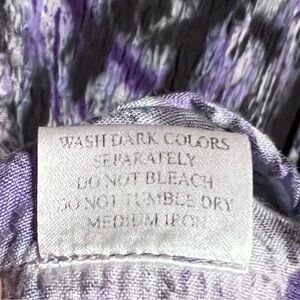 WASH DARK COLORS
SEPARATELY
DO NOT BLEACH
DO NOT TUMBLE DRY
MEDIUM IRON